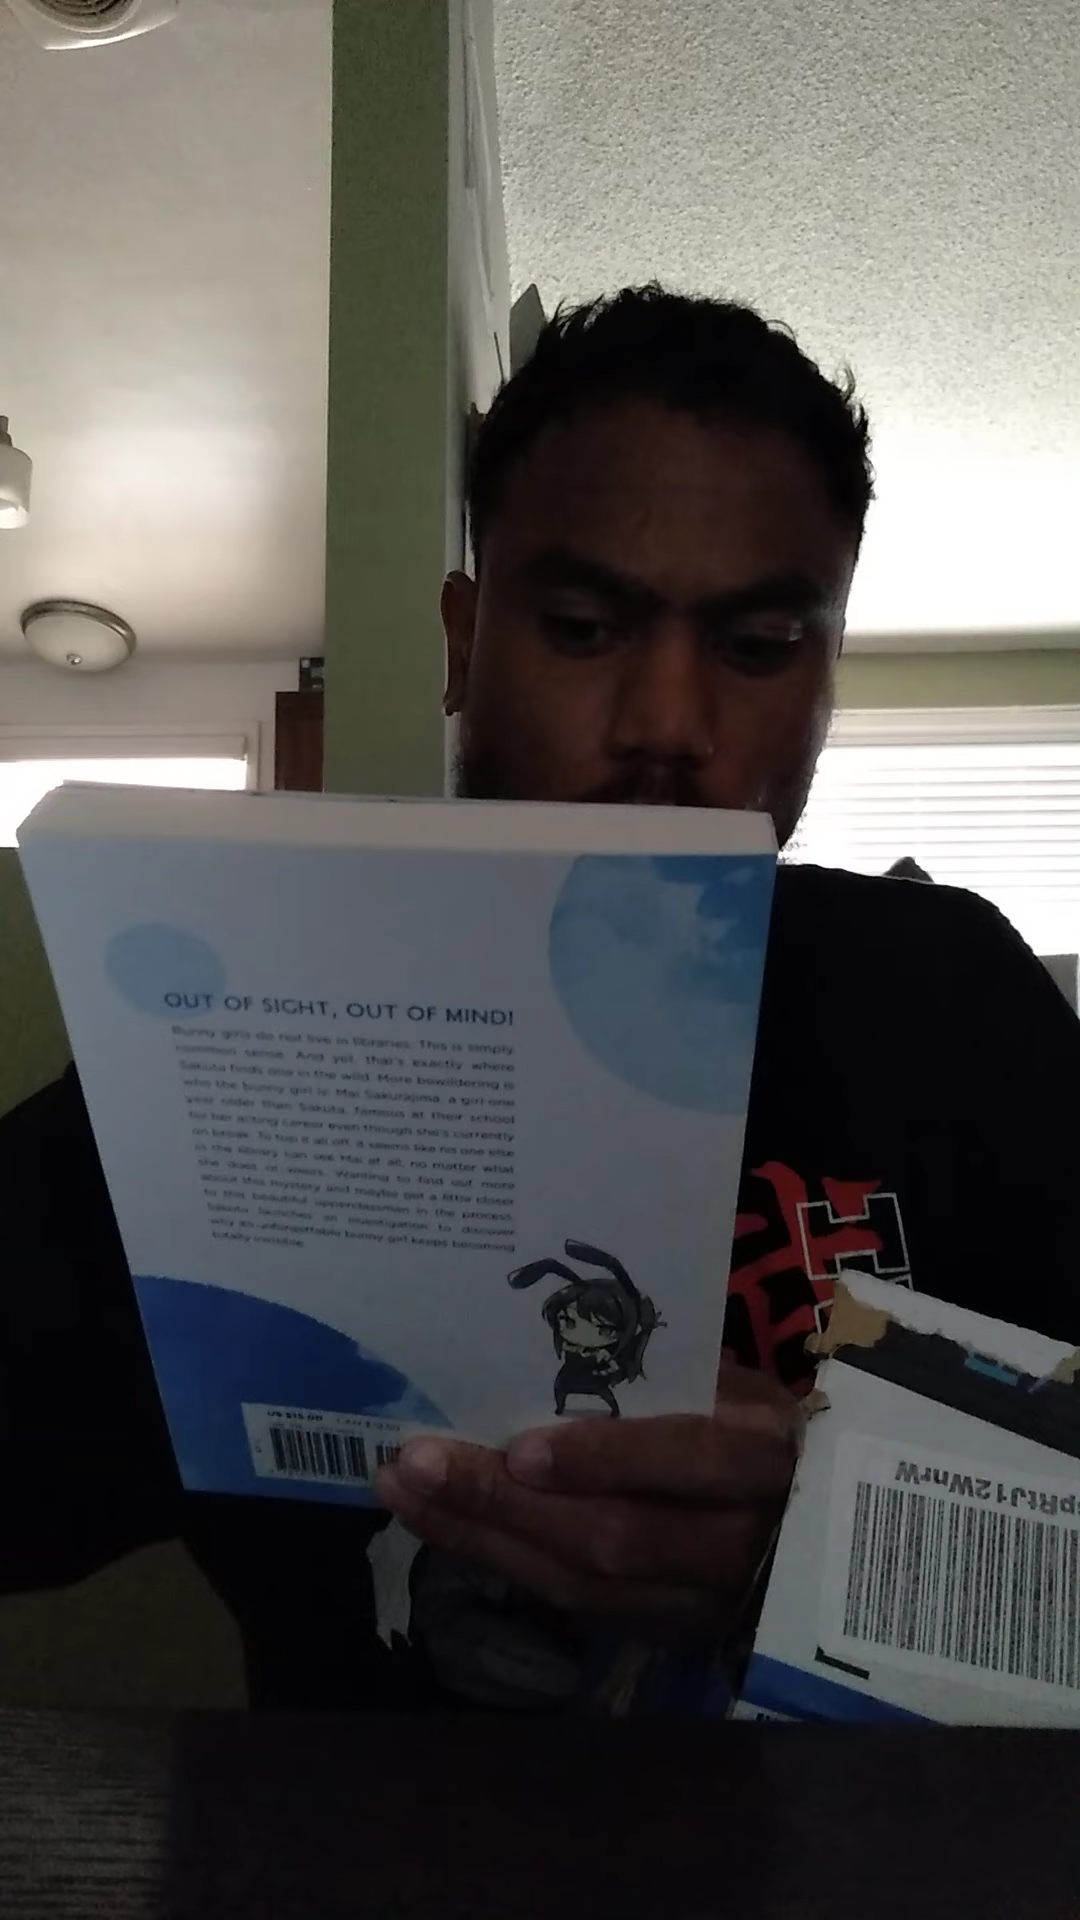 OUT OF SIGHT, OUT OF MIND!
Bunny girls do not live in libraries. This is simply
common sense. And yet, that's exactly where
Sakuta finds one in the wild. More bewildering is
who the bunny girl is: Mai Sakurajima, a girl one
year older than Sakuta, famous at their school
for her acting career even though she's currently
on break. To top it all off, it seems like no one else
in the library can see Mai at all, no matter what
she does or wears. Wanting to find out more
about this mystery and maybe get a little closer
to this beautiful upperclassman in the process,
Sakuta launches an investigation to discover
why an unforgettable bunny girl keeps becoming
totally invisible.
US $15.00
pRtJ12WnrW